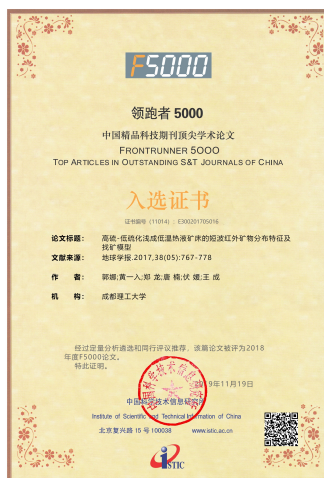 F5000
领跑者 5000
中国精品科技期刊顶尖学术论文
FRONTRUNNER 5000
TOP ARTICLES IN OUTSTANDING S&T JOURNALS OF CHINA
入选证书
证书编号（11014）：E300201705016
论文标题： 高硫-低硫化浅成低温热液矿床的短波红外矿物分布特征及
找矿模型
文献来源： 地球学报.2017,38(05):767-778
作 者： 郭娜;黄一入;郑 龙;唐 楠;伏 媛;王 成
机 构： 成都理工大学
经过定量分析遴选和同行评议推荐，该篇论文被评为2018
年度F5000论文。
特此证明。
9年11月19日
中国科学技术信息研究所
Institute of Scientific and Technical Information of China
北京复兴路 15 号 100038 www.istic.ac.cn
ISTIC